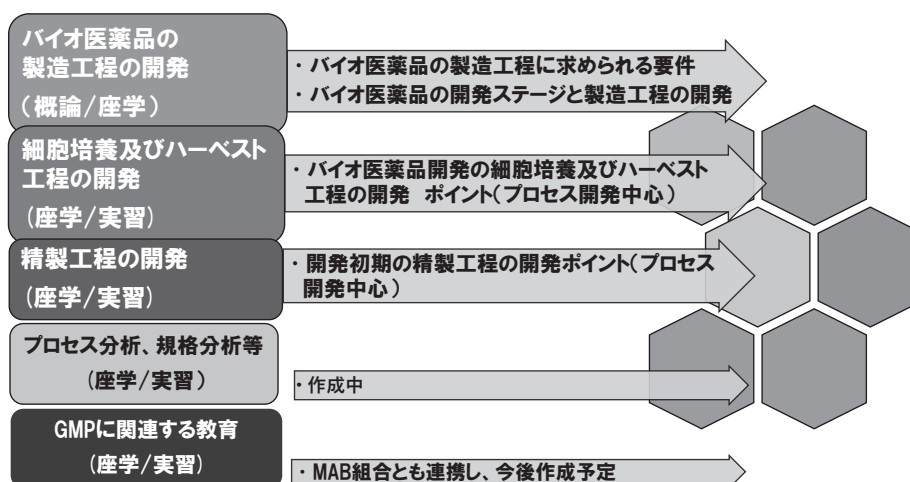 バイオ医薬品の
製造工程の開発
（概論/座学）
・バイオ医薬品の製造工程に求められる要件
・バイオ医薬品の開発ステージと製造工程の開発
細胞培養及びハーベスト
工程の開発
(座学/実習)
・バイオ医薬品開発の細胞培養及びハーベスト
工程の開発　ポイント（プロセス開発中心）
精製工程の開発
(座学/実習)
・開発初期の精製工程の開発ポイント（プロセス
開発中心）
プロセス分析、規格分析等
(座学/実習）
・作成中
GMPに関連する教育
(座学/実習)
・MAB組合とも連携し、今後作成予定